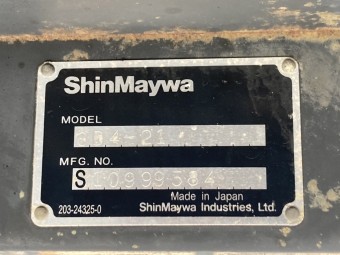 ShinMaywa
MODEL
MFG. NO.
S
Made in Japan
203-24325-0 ShinMaywa Industries, Ltd.